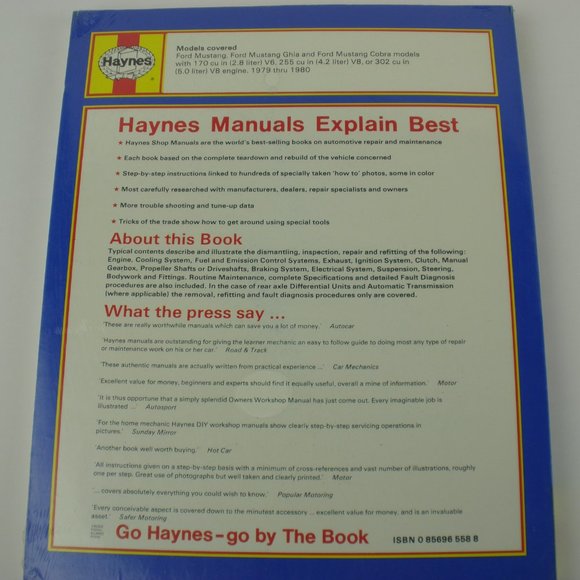 Haynes
®
Models covered
Ford Mustang, Ford Mustang Ghia and Ford Mustang Cobra models
with 170 cu in (2.8 liter) V6, 255 cu in (4.2 liter) V8, or 302 cu in
(5.0 liter) V8 engine. 1979 thru 1980
Haynes Manuals Explain Best
★ Haynes Shop Manuals are the world's best-selling books on automotive repair and maintenance
★ Each book based on the complete teardown and rebuild of the vehicle concerned
★ Step-by-step instructions linked to hundreds of specially taken 'how to' photos, some in color
★ Most carefully researched with manufacturers, dealers, repair specialists and owners
★ More trouble shooting and tune-up data
★ Tricks of the trade show how to get around using special tools
About this Book
Typical contents describe and illustrate the dismantling, inspection, repair and refitting of the following:
Engine, Cooling System, Fuel and Emission Control Systems, Exhaust, Ignition System, Clutch, Manual
Gearbox, Propeller Shafts or Driveshafts, Braking System, Electrical System, Suspension, Steering,
Bodywork and Fittings. Routine Maintenance, complete Specifications and detailed Fault Diagnosis
procedures are also included. In the case of rear axle Differential Units and Automatic Transmission
(where applicable) the removal, refitting and fault diagnosis procedures only are covered.
What the press say ...
'These are really worthwhile manuals which can save you a lot of money.' Autocar
'Haynes manuals are outstanding for giving the learner mechanic an easy to follow guide to doing most any type of repair
or maintenance work on his or her car.' Road & Track
'These authentic manuals are actually written from practical experience ...' Car Mechanics
'Excellent value for money, beginners and experts should find it equally useful, overall a mine of information. Motor
'It is thus opportune that a simply splendid Owners Workshop Manual has just come out. Every imaginable job is
illustrated ...' Autosport
'For the home mechanic Haynes DIY workshop manuals show clearly step-by-step servicing operations in
pictures.' Sunday Mirror
'Another book well worth buying.' Hot Car
'All instructions given on a step-by-step basis with a minimum of cross-references and vast number of illustrations, roughly
one per step. Great use of photographs but well taken and clearly printed.' Motor
'... covers absolutely everything you could wish to know.' Popular Motoring
'Every conceivable aspect is covered down to the minutest accessory ... excellent value for money, and is an invaluable
asset.' Safer Motoring
Go Haynes-go by The Book
ISBN 0 85696 558 8